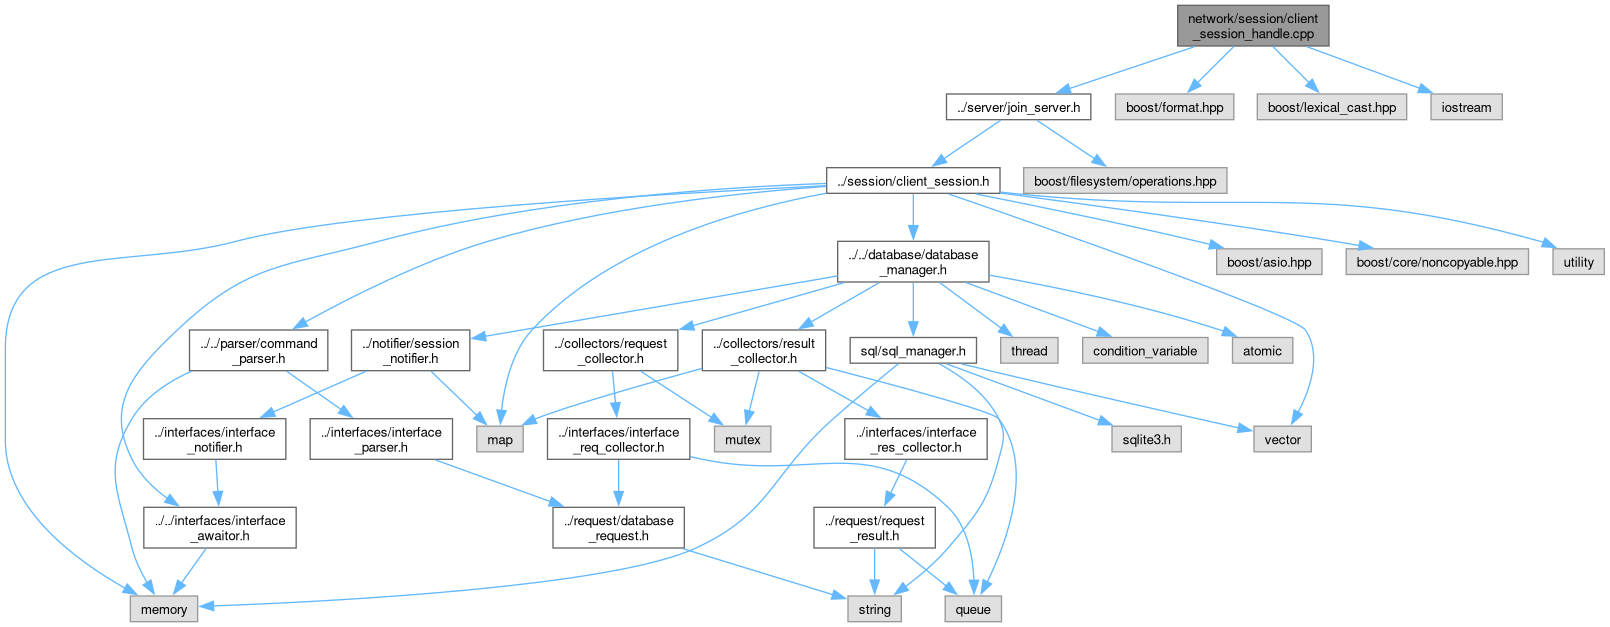 network/session/client
_session_handle.cpp
../server/join_server.h
boost/format.hpp
boost/lexical_cast.hpp
iostream
../session/client_session.h
boost/filesystem/operations.hpp
../../database/database
_manager.h
boost/asio.hpp
boost/core/noncopyable.hpp
utility
../../parser/command
_parser.h
../notifier/session
_notifier.h
../collectors/request
_collector.h
../collectors/result
_collector.h
sql/sql_manager.h
thread
condition_variable
atomic
../interfaces/interface
_notifier.h
../interfaces/interface
_parser.h
map
../interfaces/interface
_req_collector.h
mutex
../interfaces/interface
_res_collector.h
sqlite3.h
vector
../../interfaces/interface
_awaitor.h
../request/database
_request.h
../request/request
_result.h
memory
string
queue